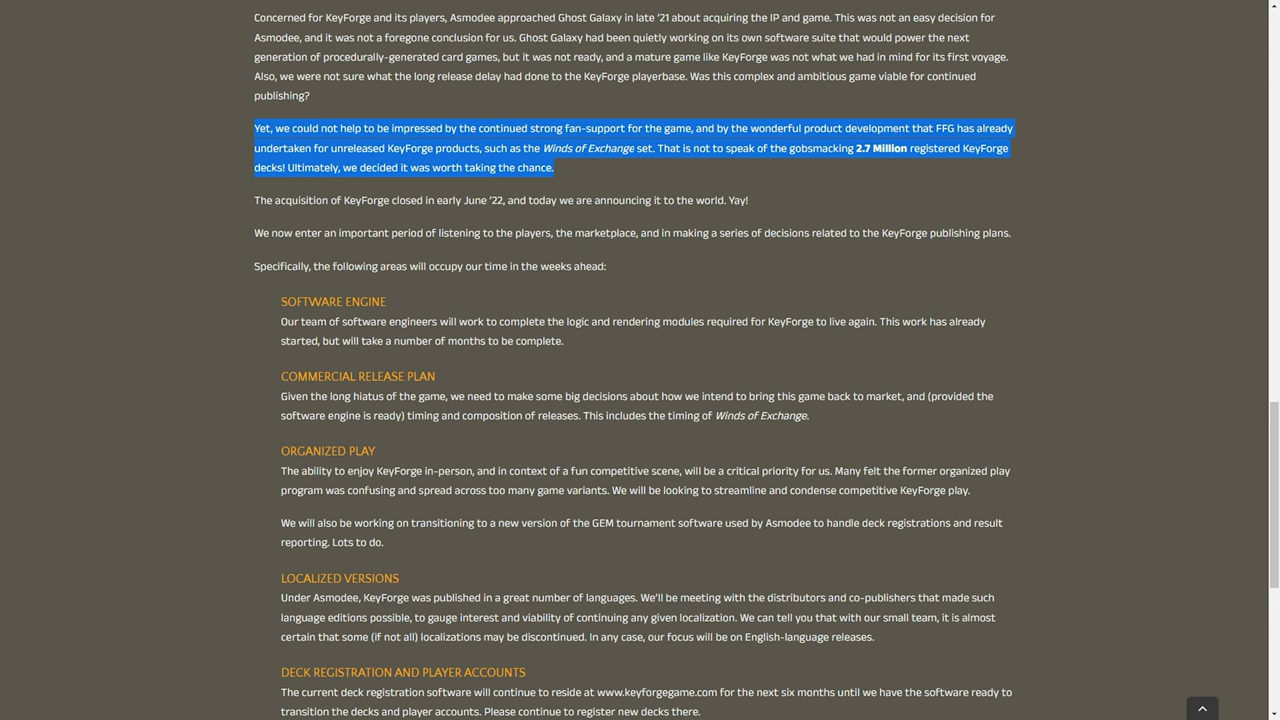 Concerned for KeyForge and its players, Asmodee approached Ghost Galaxy in late '21 about acquiring the IP and game. This was not an easy decision for
Asmodee, and it was not a foregone conclusion for us. Ghost Galaxy had been quietly working on its own software suite that would power the next
generation of procedurally-generated card games, but it was not ready, and a mature game like KeyForge was not what we had in mind for its first voyage.
Also, we were not sure what the long release delay had done to the KeyForge playerbase. Was this complex and ambitious game viable for continued
publishing?
Yet, we could not help to be impressed by the continued strong fan-support for the game, and by the wonderful product development that FFG has already
undertaken for unreleased KeyForge products, such as the Winds of Exchange set. That is not to speak of the gobsmacking 2.7 Million registered KeyForge
decks! Ultimately, we decided it was worth taking the chance.
The acquisition of KeyForge closed in early June '22, and today we are announcing it to the world. Yay!
We now enter an important period of listening to the players, the marketplace, and in making a series of decisions related to the KeyForge publishing plans.
Specifically, the following areas will occupy our time in the weeks ahead:
SOFTWARE ENGINE
Our team of software engineers will work to complete the logic and rendering modules required for KeyForge to live again. This work has already
started, but will take a number of months to be complete.
COMMERCIAL RELEASE PLAN
Given the long hiatus of the game, we need to make some big decisions about how we intend to bring this game back to market, and (provided the
software engine is ready) timing and composition of releases. This includes the timing of Winds of Exchange.
ORGANIZED PLAY
The ability to enjoy KeyForge in-person, and in context of a fun competitive scene, will be a critical priority for us. Many felt the former organized play
program was confusing and spread across too many game variants. We will be looking to streamline and condense competitive KeyForge play.
We will also be working on transitioning to a new version of the GEM tournament software used by Asmodee to handle deck registrations and result
reporting. Lots to do.
LOCALIZED VERSIONS
Under Asmodee, KeyForge was published in a great number of languages. We'll be meeting with the distributors and co-publishers that made such
language editions possible, to gauge interest and viability of continuing any given localization. We can tell you that with our small team, it is almost
certain that some (if not all) localizations may be discontinued. In any case, our focus will be on English-language releases.
DECK REGISTRATION AND PLAYER ACCOUNTS
The current deck registration software will continue to reside at www.keyforgegame.com for the next six months until we have the software ready to
transition the decks and player accounts. Please continue to register new decks there.